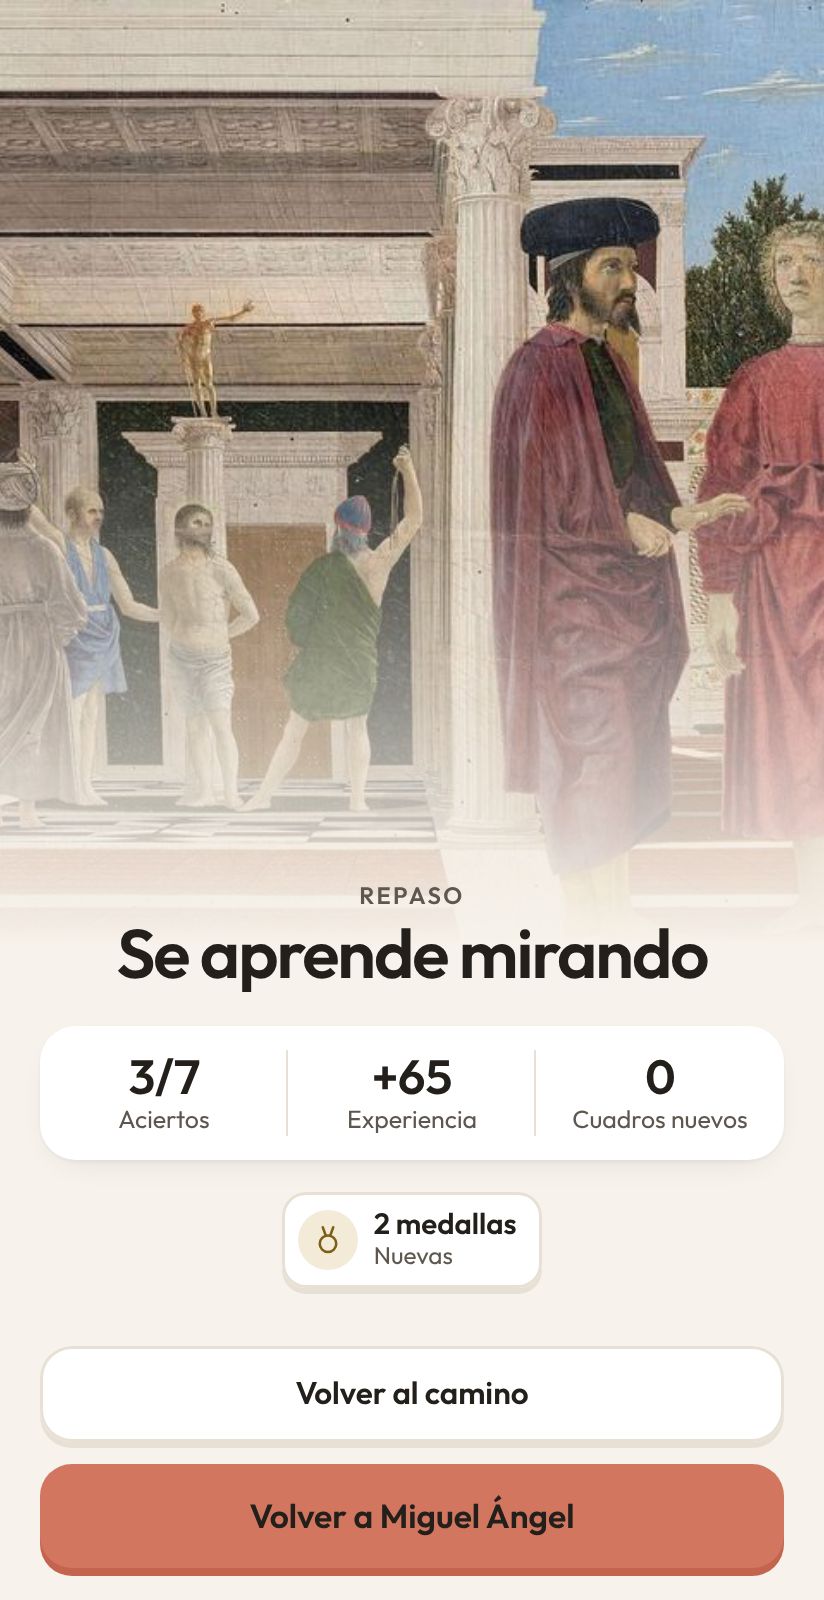 REPASO
Se aprende mirando
3/7
Aciertos
+65
Experiencia
0
Cuadros nuevos
2 medallas
Nuevas
Volver al camino
Volver a Miguel Ángel